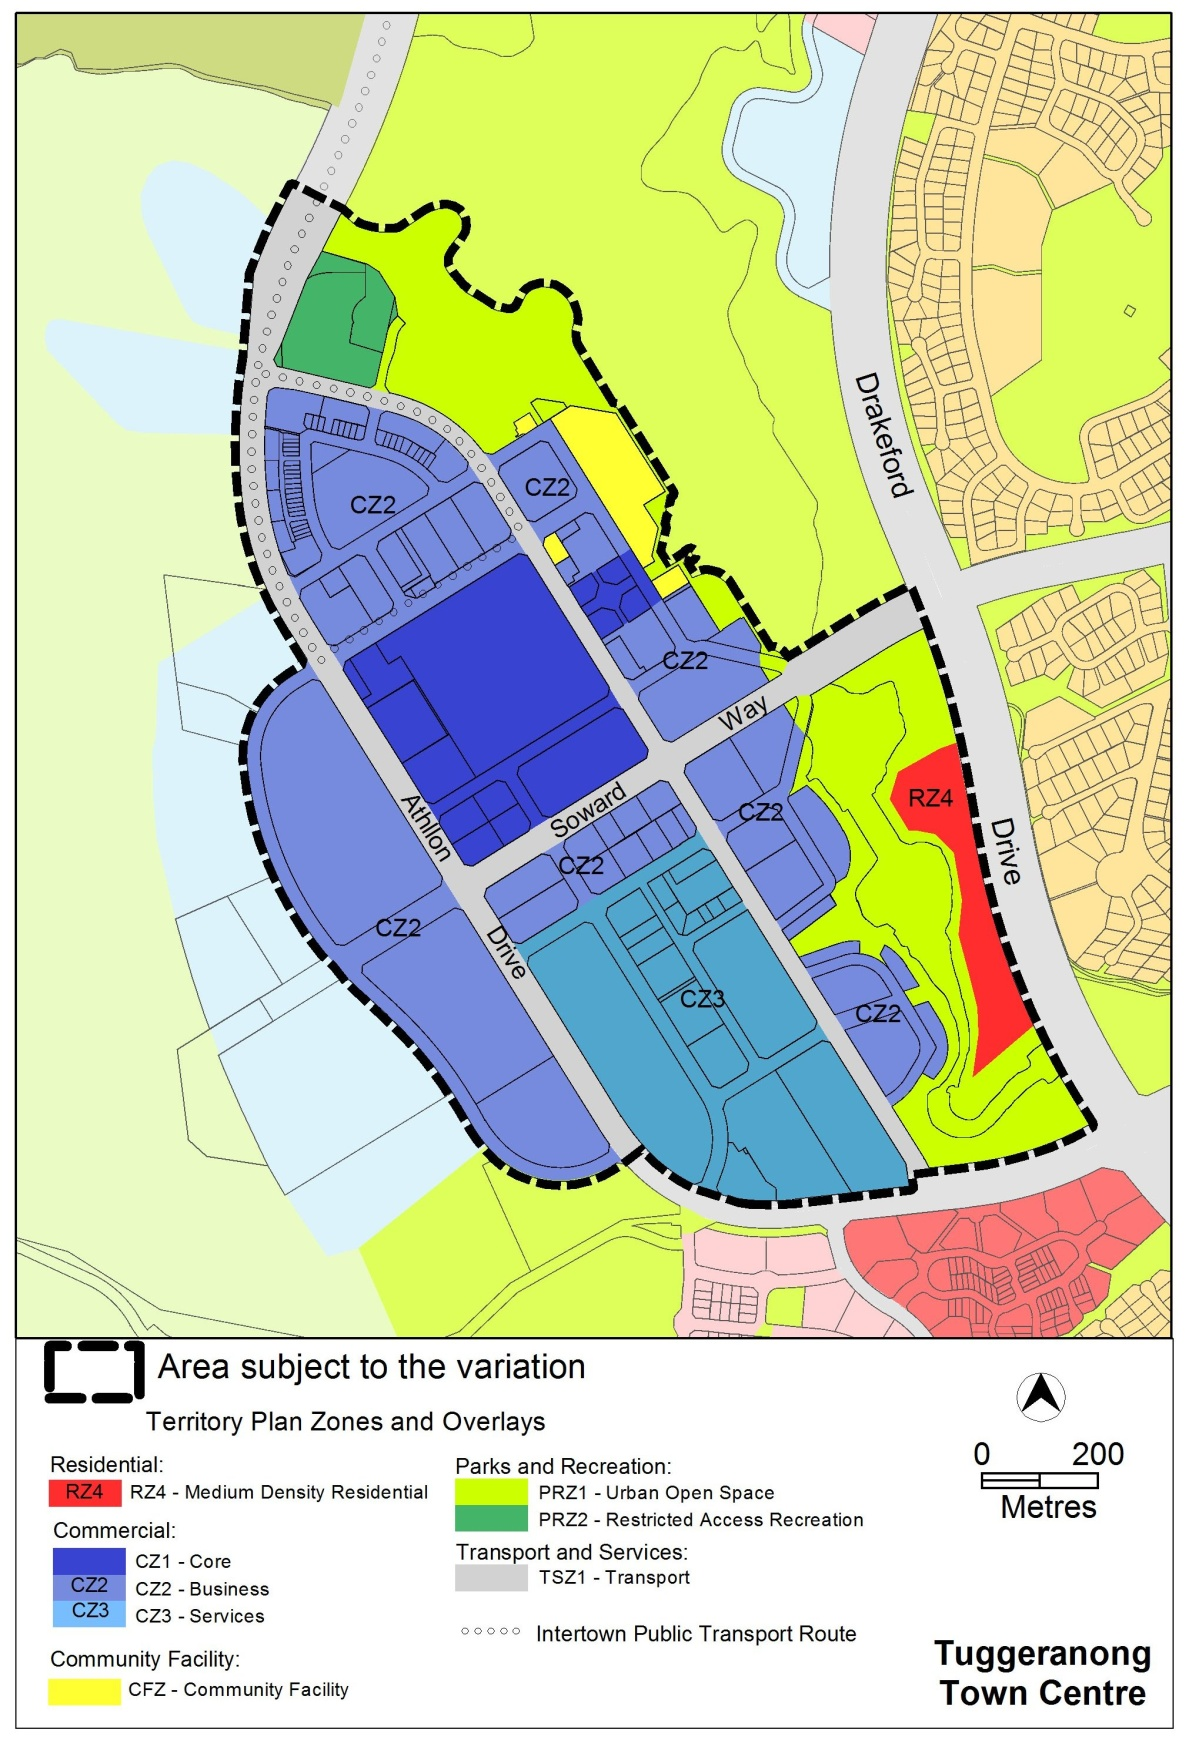 Drakeford
CZ2
CZ2
CZ2
Way
RZ4
Athllon
Soward
CZ2
Drive
CZ2
CZ2
Drive
CZ3
CZ2
Area subject to the variation
Territory Plan Zones and Overlays
Residential:
RZ4 RZ4 - Medium Density Residential
Commercial:
CZ1 - Core
CZ2 CZ2 - Business
CZ3 CZ3 - Services
Community Facility:
CFZ - Community Facility
Parks and Recreation:
PRZ1 - Urban Open Space
PRZ2 - Restricted Access Recreation
Transport and Services:
TSZ1 - Transport
Intertown Public Transport Route
0 200
Metres
Tuggeranong
Town Centre